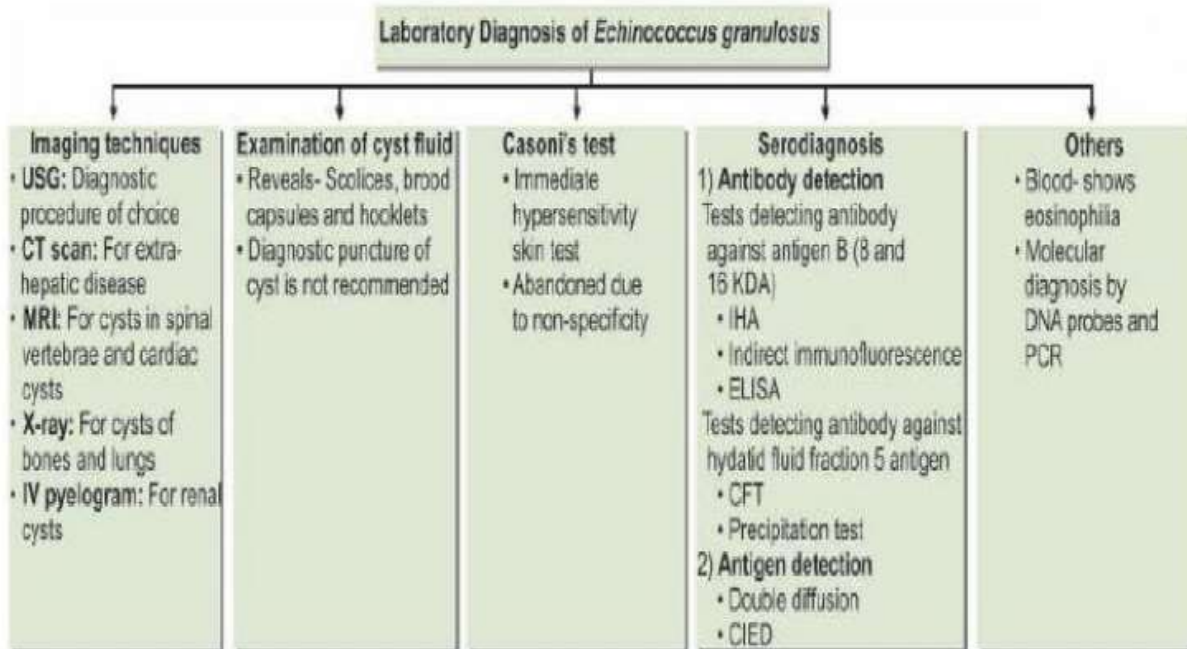 Laboratory Diagnosis of Echinococcus granulosus
Imaging techniques
• USG: Diagnostic
procedure of choice
• CT scan: For extra-
hepatic disease
• MRI: For cysts in spinal
vertebrae and cardiac
cysts
• X-ray: For cysts of
bones and lungs
• IV pyelogram: For renal
cysts
Examination of cyst fluid
• Reveals- Scolices, brood
capsules and hooklets
• Diagnostic puncture of
cyst is not recommended
Casoni's test
• Immediate
hypersensitivity
skin test
• Abandoned due
to non-specificity
Serodiagnosis
1) Antibody detection
Tests detecting antibody
against antigen B (8 and
16 KDA)
• IHA
• Indirect immunofluorescence
• ELISA
Tests detecting antibody against
hydatid fluid fraction 5 antigen
• CFT
• Precipitation test
2) Antigen detection
• Double diffusion
• CIED
Others
• Blood- shows
eosinophilia
• Molecular
diagnosis by
DNA probes and
PCR